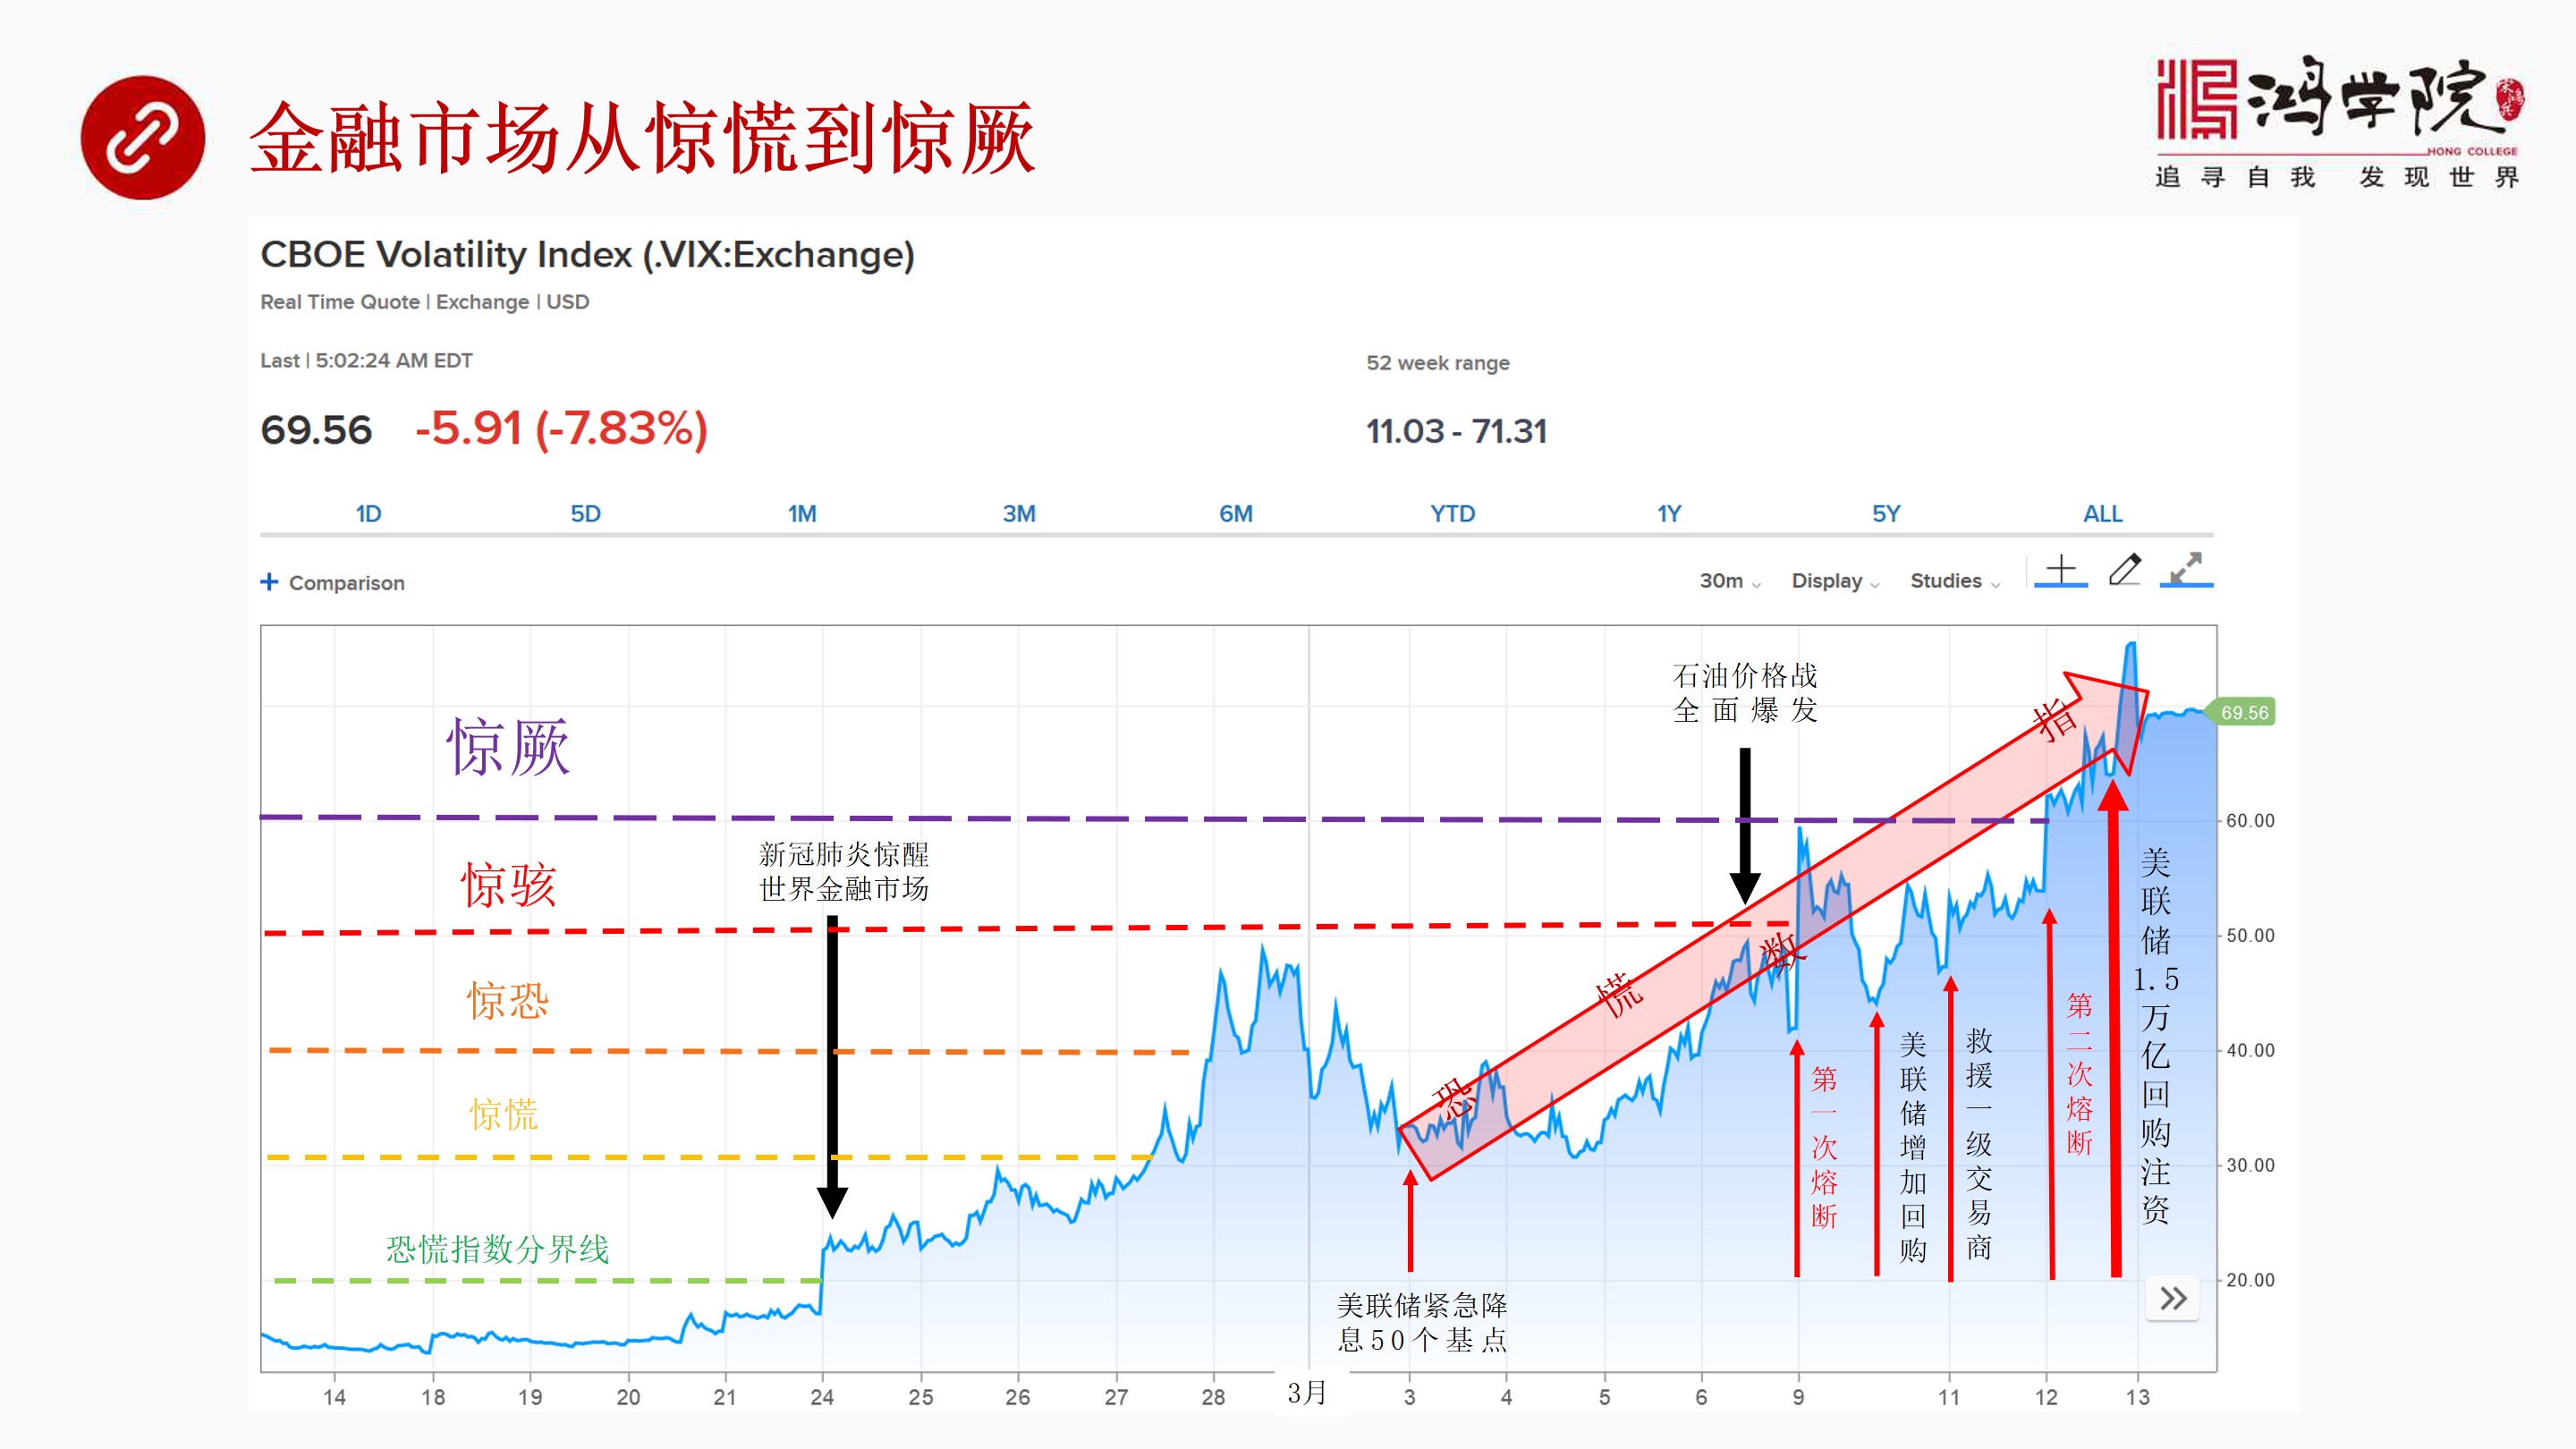 金融市场从惊慌到惊厥
鸿学院
HONG COLLEGE
追寻自我 发现世界
CBOE Volatility Index (.VIX:Exchange)
Real Time Quote | Exchange | USD
Last | 5:02:24 AM EDT
52 week range
69.56 -5.91 (-7.83%)
11.03 - 71.31
1D 5D 1M 3M 6M YTD 1Y 5Y ALL
+ Comparison
30m Display Studies
石油价格战
全面爆发
恐慌指数
惊厥
惊骇
惊恐
惊慌
恐慌指数分界线
新冠肺炎惊醒
世界金融市场
美联储紧急降
息50个基点
第一次熔断
美联储增加回购
救援一级交易商
第二次熔断
美联储1.5万亿回购注资
69.56
60.00
50.00
40.00
30.00
20.00
14 18 19 20 21 24 25 26 27 28 3月 3 4 5 6 9 11 12 13